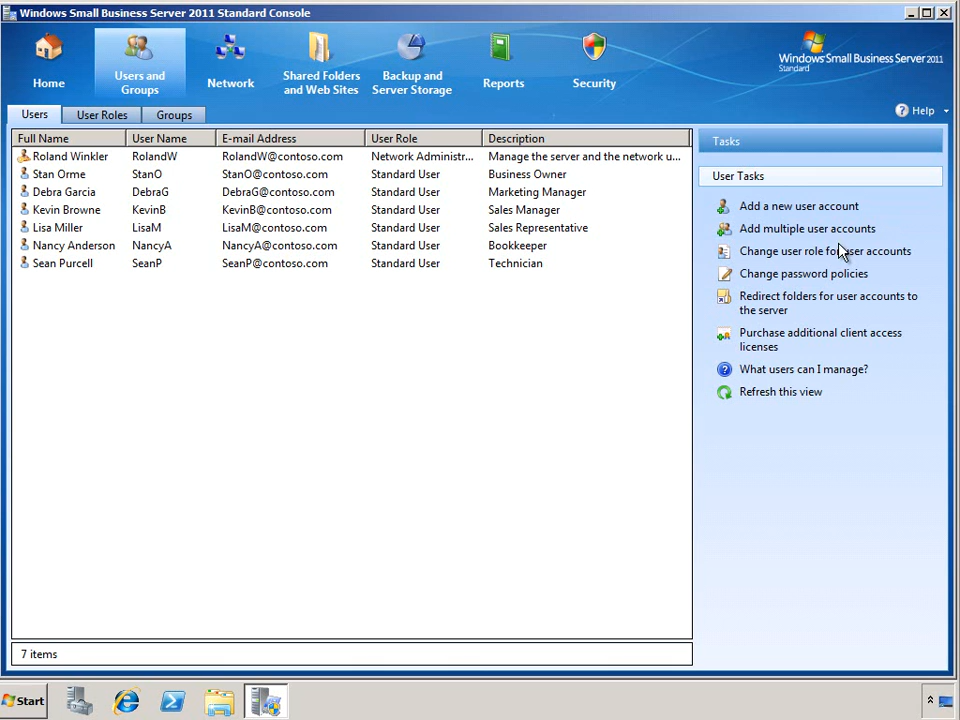 Windows Small Business Server 2011 Standard Console
Home
Users and
Groups
Network
Shared Folders
and Web Sites
Backup and
Server Storage
Reports
Security
Windows Small Business Server 2011
Standard
Users
User Roles
Groups
Help
Full Name User Name E-mail Address User Role Description
Roland Winkler RolandW RolandW@contoso.com Network Administr... Manage the server and the network u...
Stan Orme StanO StanO@contoso.com Standard User Business Owner
Debra Garcia DebraG DebraG@contoso.com Standard User Marketing Manager
Kevin Browne KevinB KevinB@contoso.com Standard User Sales Manager
Lisa Miller LisaM LisaM@contoso.com Standard User Sales Representative
Nancy Anderson NancyA NancyA@contoso.com Standard User Bookkeeper
Sean Purcell SeanP SeanP@contoso.com Standard User Technician
7 items
Tasks
User Tasks
Add a new user account
Add multiple user accounts
Change user role for user accounts
Change password policies
Redirect folders for user accounts to
the server
Purchase additional client access
licenses
What users can I manage?
Refresh this view
Start